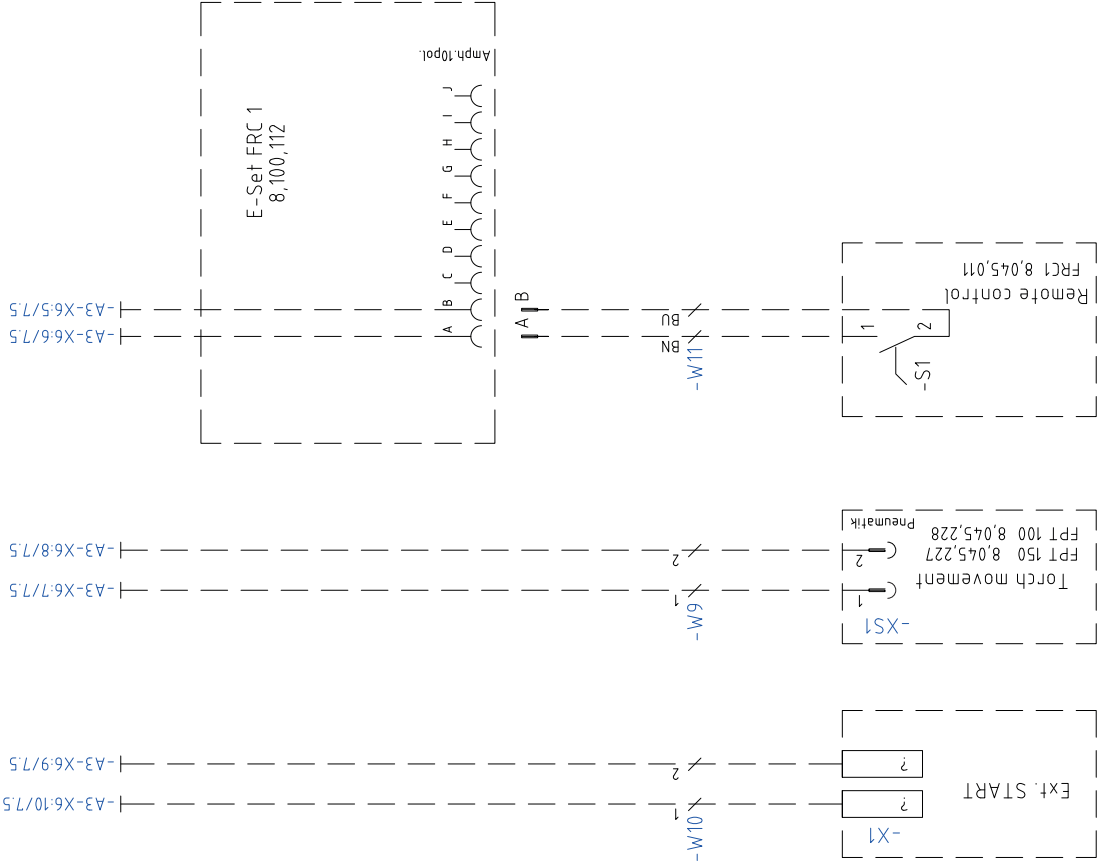 Amph.10pol.
E-Set FRC 1
8,100,112
J
I
H
G
F
E
D
C
B
A
-A3-X6:5/7.5
-A3-X6:6/7.5
B
A
BU
BN
-W11
FRC1 8,045,011
Remote control
1
2
-S1
-A3-X6:8/7.5
-A3-X6:7/7.5
2
1
-W9
Pneumatik
FPT 100 8,045,228
FPT 150 8,045,227
Torch movement
2
1
-XS1
-A3-X6:9/7.5
-A3-X6:10/7.5
2
1
-W10
?
?
Ext. START
-X1